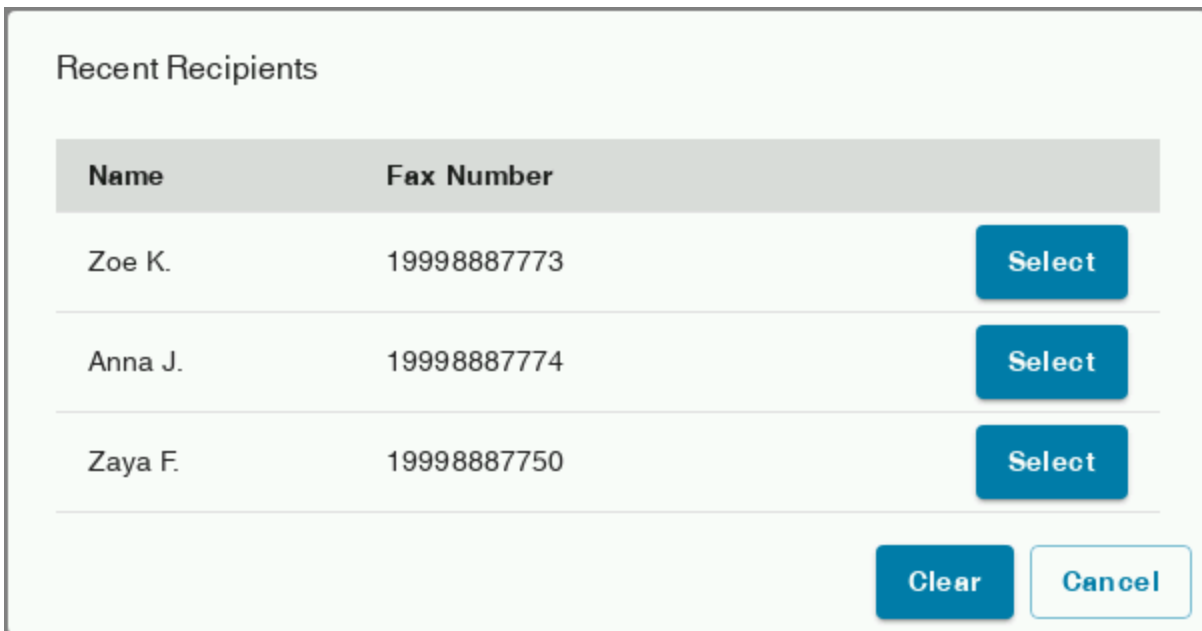 Recent Recipients
Name Fax Number
Zoe K. 19998887773 Select
Anna J. 19998887774 Select
Zaya F. 19998887750 Select
Clear Cancel